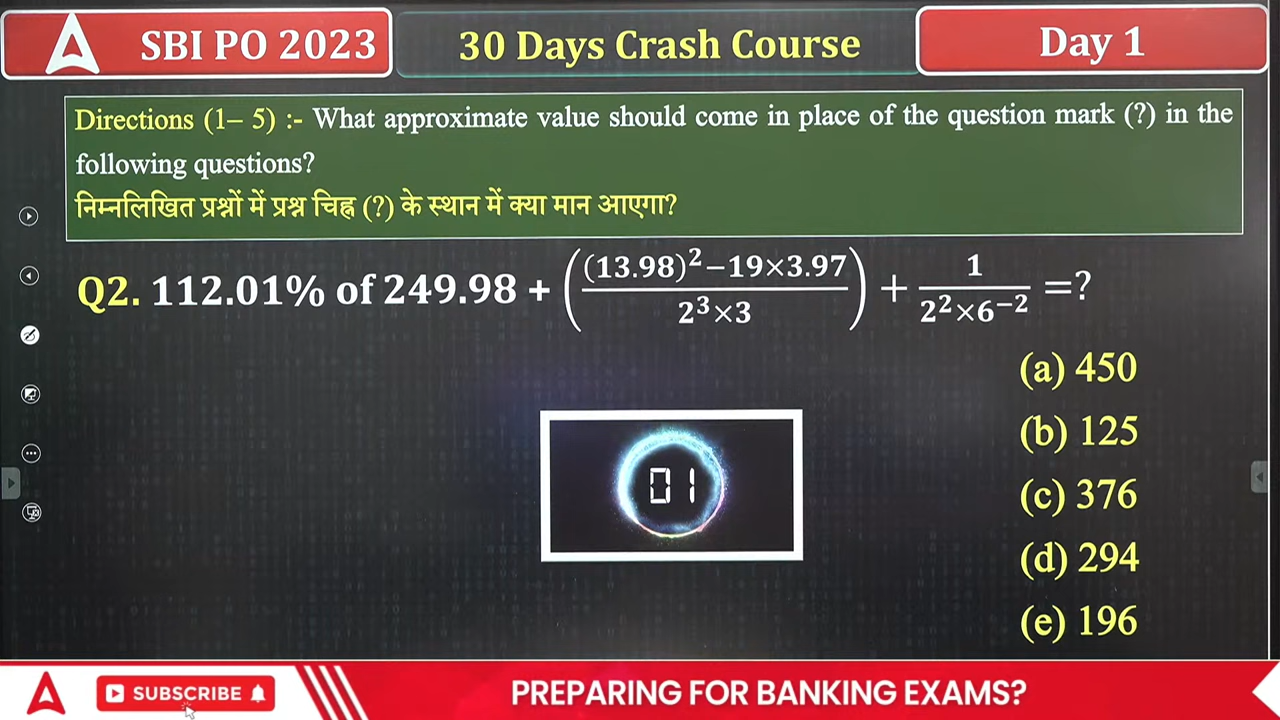 SBI PO 2023
30 Days Crash Course
Day 1
Directions (1– 5) :- What approximate value should come in place of the question mark (?) in the
following questions?
निम्नलिखित प्रश्नों में प्रश्न चिह्न (?) के स्थान में क्या मान आएगा?
Q2. 112.01% of 249.98 + (((13.98)²−19×3.97)/(2³×3)) + 1/(2²×6⁻²) =?
(a) 450
(b) 125
(c) 376
(d) 294
(e) 196
01
SUBSCRIBE
PREPARING FOR BANKING EXAMS?